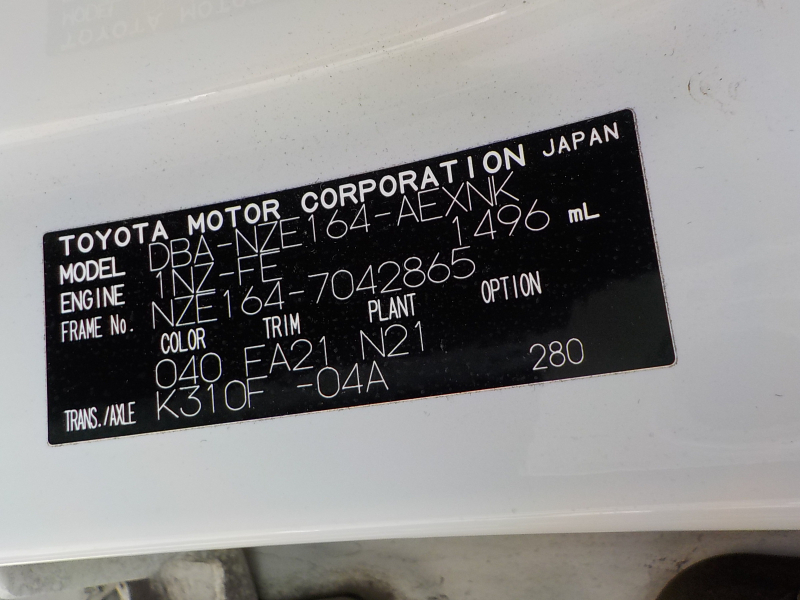 TOYOTA MOTOR CORPORATION JAPAN
MODEL DBA-NZE164-AEXNK
ENGINE 1NZ-FE 1496 mL
FRAME No. NZE164-7042865
COLOR TRIM PLANT OPTION
040 FA21 N21
TRANS./AXLE K310F -04A 280